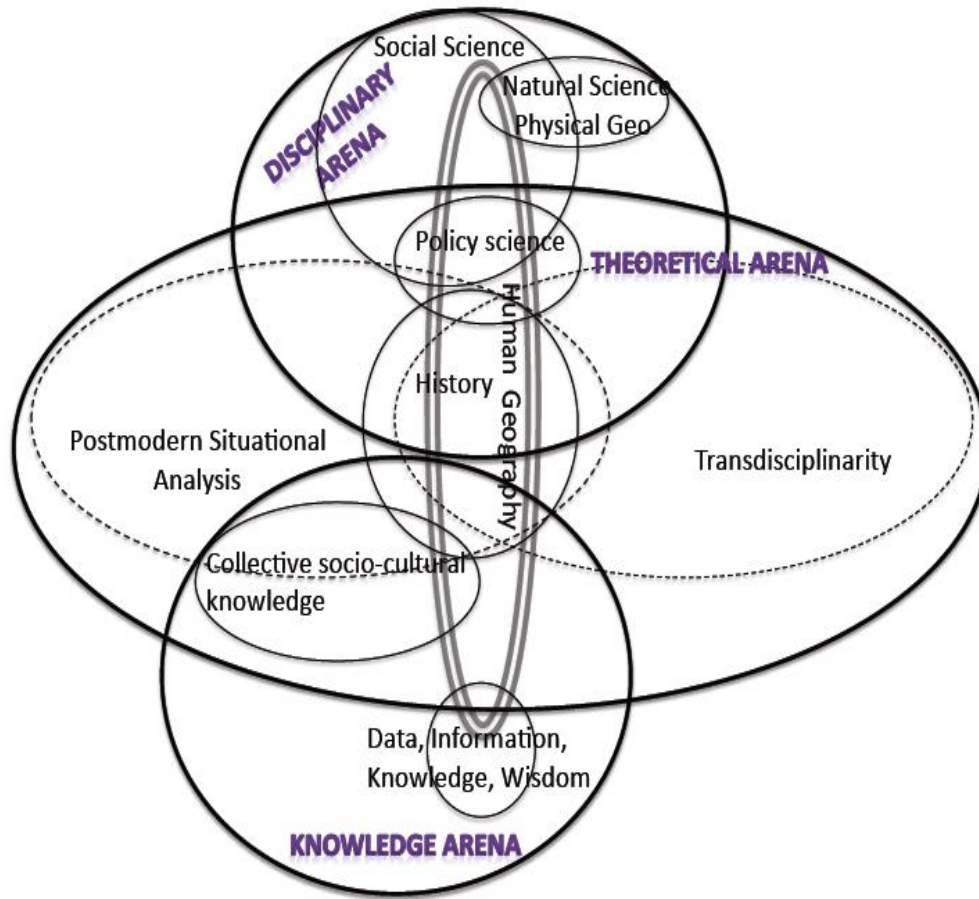 Social Science
Natural Science
Physical Geo
DISCIPLINARY
ARENA
Policy science
THEORETICAL ARENA
Human Geography
History
Postmodern Situational
Analysis
Transdisciplinarity
Collective socio-cultural
knowledge
Data, Information,
Knowledge, Wisdom
KNOWLEDGE ARENA